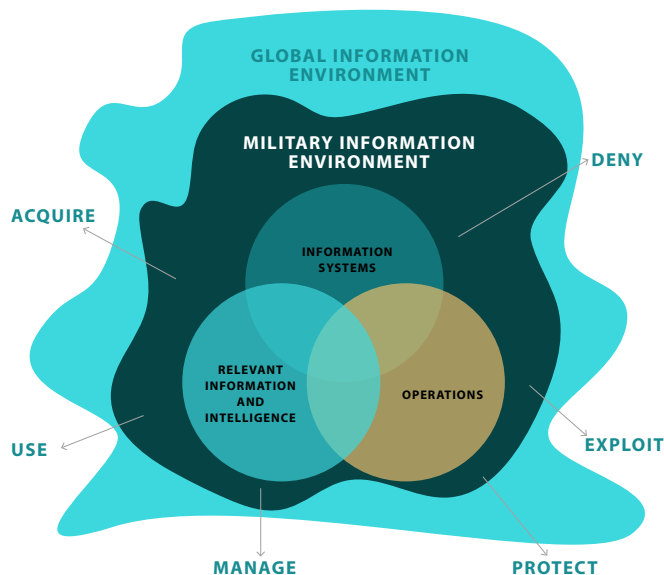 GLOBAL INFORMATION
ENVIRONMENT
MILITARY INFORMATION
ENVIRONMENT
DENY
ACQUIRE
INFORMATION
SYSTEMS
RELEVANT
INFORMATION
AND
INTELLIGENCE
OPERATIONS
USE
EXPLOIT
MANAGE
PROTECT